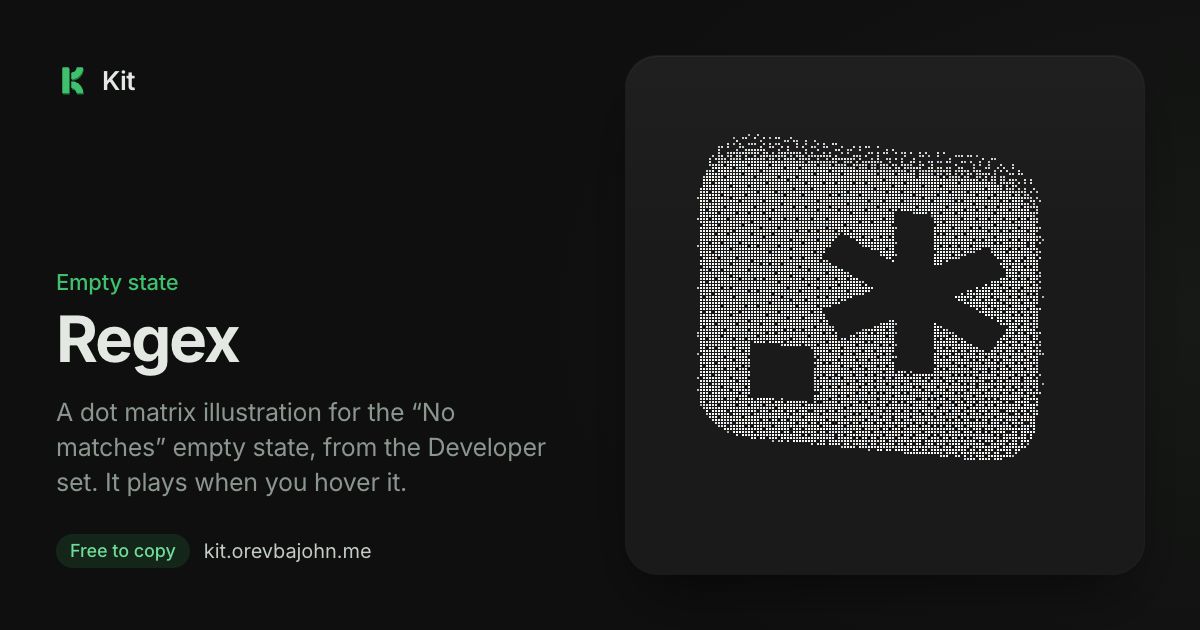 Kit
Empty state
Regex
A dot matrix illustration for the “No
matches” empty state, from the Developer
set. It plays when you hover it.
Free to copy
kit.orevbajohn.me